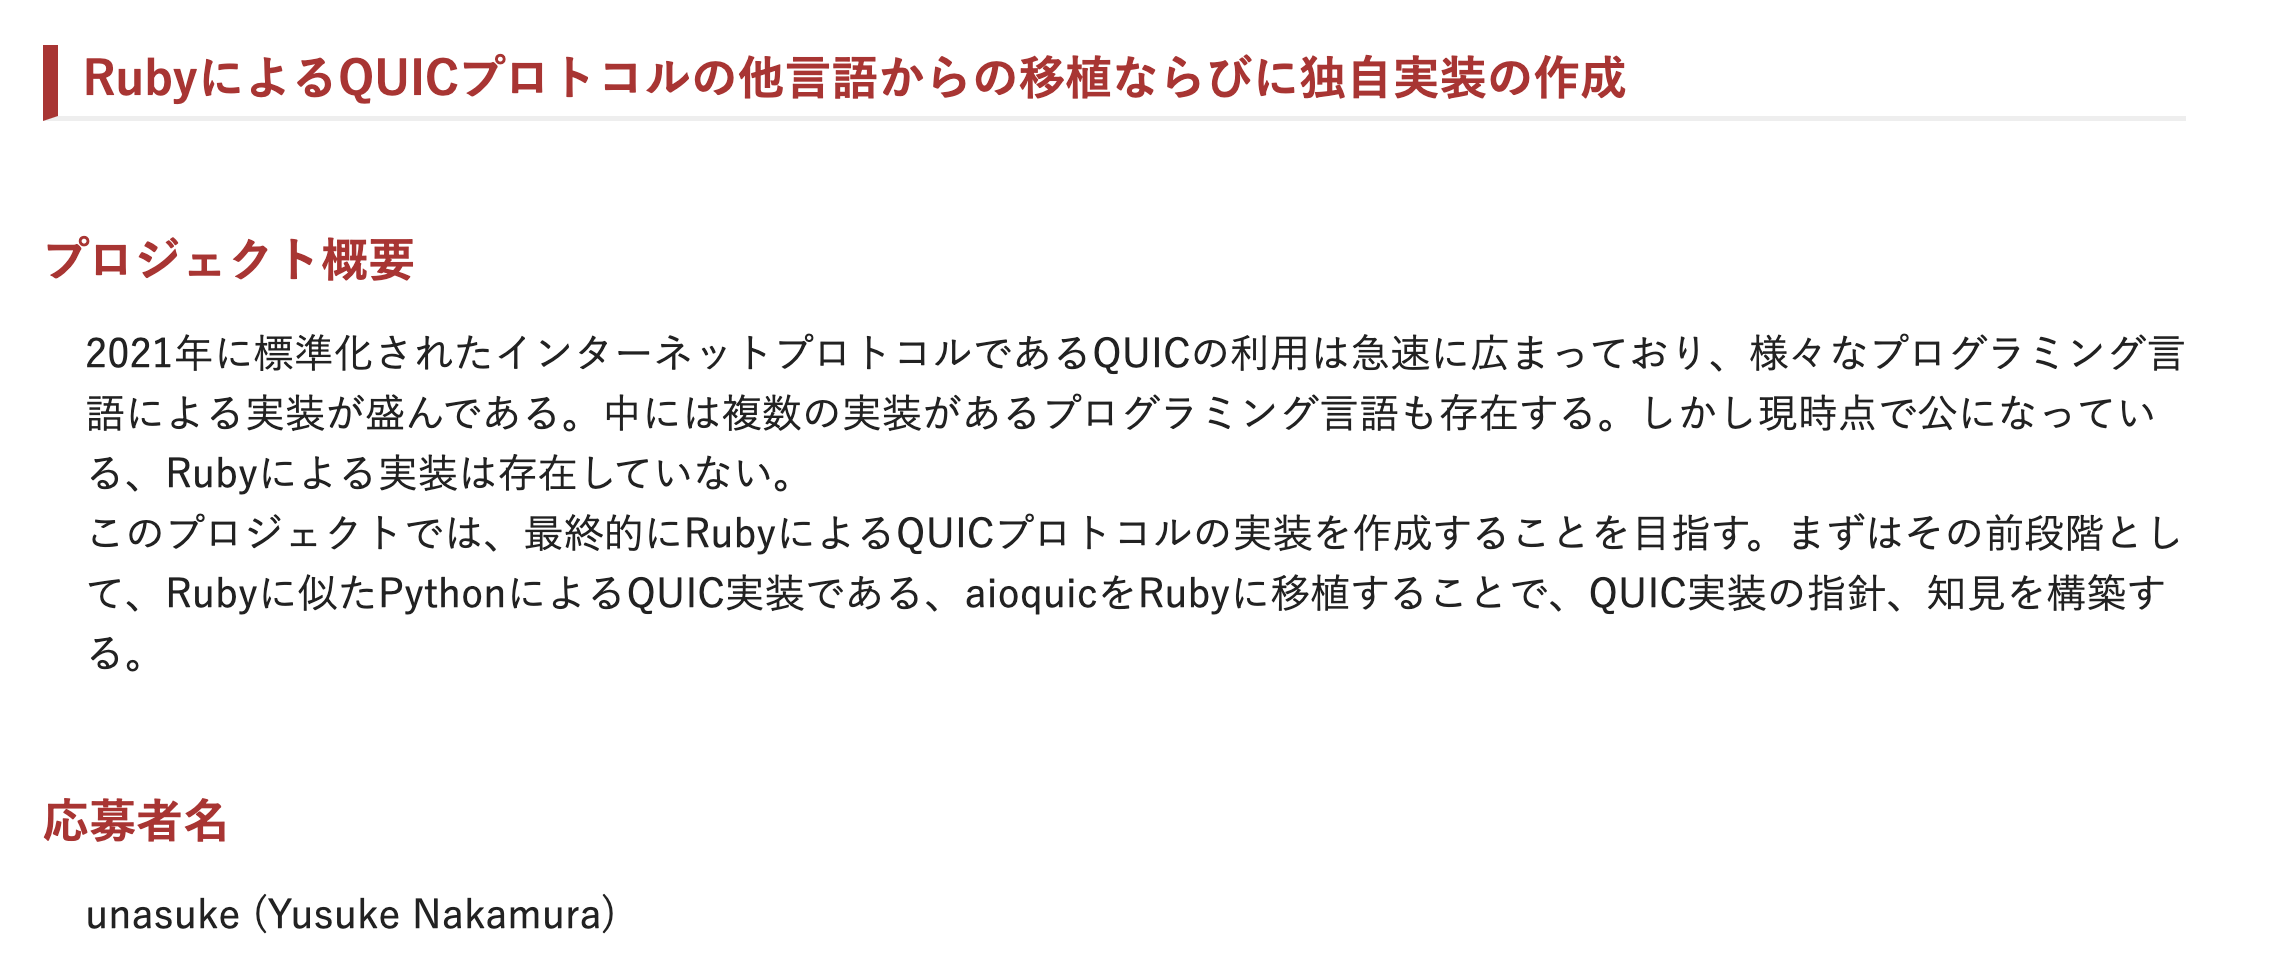 RubyによるQUICプロトコルの他言語からの移植ならびに独自実装の作成
プロジェクト概要
2021年に標準化されたインターネットプロトコルであるQUICの利用は急速に広まっており、様々なプログラミング言
語による実装が盛んである。中には複数の実装があるプログラミング言語も存在する。しかし現時点で公になってい
る、Rubyによる実装は存在していない。
このプロジェクトでは、最終的にRubyによるQUICプロトコルの実装を作成することを目指す。まずはその前段階とし
て、Rubyに似たPythonによるQUIC実装である、aioquicをRubyに移植することで、QUIC実装の指針、知見を構築す
る。
応募者名
unasuke (Yusuke Nakamura)